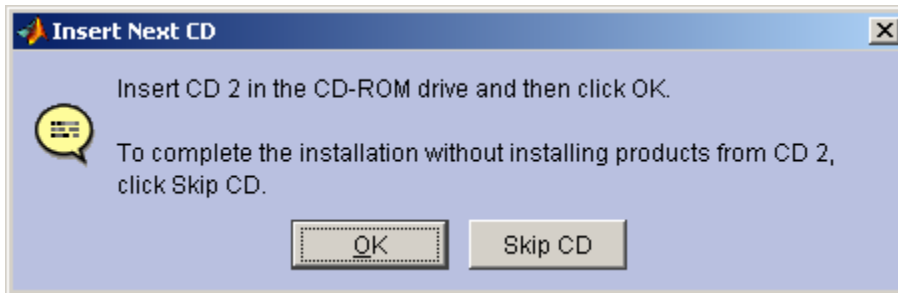 Insert Next CD
Insert CD 2 in the CD-ROM drive and then click OK.
To complete the installation without installing products from CD 2,
click Skip CD.
OK
Skip CD